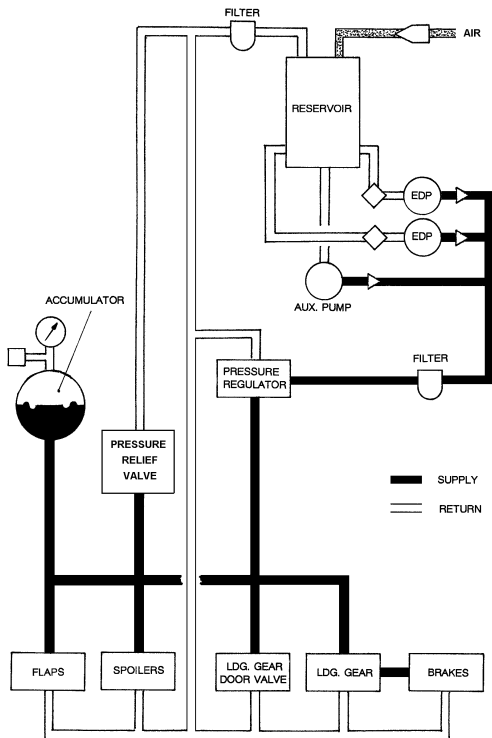 FILTER
AIR
RESERVOIR
EDP
EDP
AUX. PUMP
ACCUMULATOR
FILTER
PRESSURE
REGULATOR
PRESSURE
RELIEF
VALVE
SUPPLY
RETURN
FLAPS
SPOILERS
LDG. GEAR
DOOR VALVE
LDG. GEAR
BRAKES